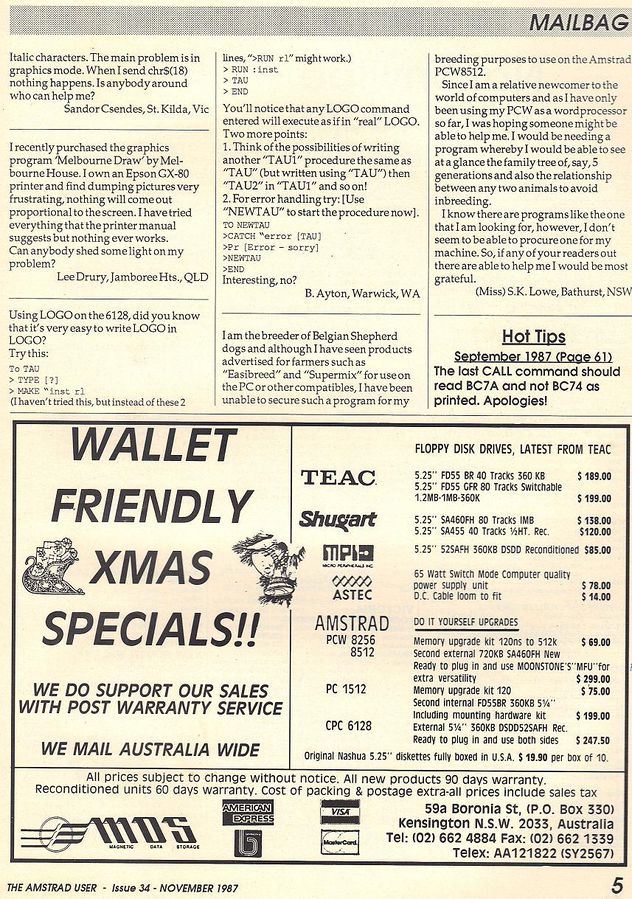 MAILBAG
Italic characters. The main problem is in
graphics mode. When I send chr$(18)
nothing happens. Is anybody around
who can help me?
Sandor Csendes, St. Kilda, Vic
I recently purchased the graphics
program 'Melbourne Draw' by Mel-
bourne House. I own an Epson GX-80
printer and find dumping pictures very
frustrating, nothing will come out
proportional to the screen. I have tried
everything that the printer manual
suggests but nothing ever works.
Can anybody shed some light on my
problem?
Lee Drury, Jamboree Hts., QLD
Using LOGO on the 6128, did you know
that it's very easy to write LOGO in
LOGO?
Try this:
To TAU
> TYPE [?]
> MAKE "inst rl
(I haven't tried this, but instead of these 2
lines, ">RUN rl" might work.)
> RUN :inst
> TAU
> END
You'll notice that any LOGO command
entered will execute as if in "real" LOGO.
Two more points:
1. Think of the possibilities of writing
another "TAU1" procedure the same as
"TAU" (but written using "TAU") then
"TAU2" in "TAU1" and so on!
2. For error handling try: [Use
"NEWTAU" to start the procedure now].
TO NEWTAU
>CATCH "error [TAU]
>Pr [Error - sorry]
>NEWTAU
>END
Interesting, no?
B. Ayton, Warwick, WA
I am the breeder of Belgian Shepherd
dogs and although I have seen products
advertised for farmers such as
"Easibreed" and "Supermix" for use on
the PC or other compatibles, I have been
unable to secure such a program for my
breeding purposes to use on the Amstrad
PCW8512.
Since I am a relative newcomer to the
world of computers and as I have only
been using my PCW as a word processor
so far, I was hoping someone might be
able to help me. I would be needing a
program whereby I would be able to see
at a glance the family tree of, say, 5
generations and also the relationship
between any two animals to avoid
inbreeding.
I know there are programs like the one
that I am looking for, however, I don't
seem to be able to procure one for my
machine. So, if any of your readers out
there are able to help me I would be most
grateful.
(Miss) S.K. Lowe, Bathurst, NSW
Hot Tips
September 1987 (Page 61)
The last CALL command should
read BC7A and not BC74 as
printed. Apologies!
WALLET
FRIENDLY
XMAS
SPECIALS!!
WE DO SUPPORT OUR SALES
WITH POST WARRANTY SERVICE
WE MAIL AUSTRALIA WIDE
FLOPPY DISK DRIVES, LATEST FROM TEAC
TEAC
5.25" FD55 BR 40 Tracks 360 KB $ 189.00
5.25" FD55 GFR 80 Tracks Switchable
1.2MB-1MB-360K $ 199.00
Shugart
5.25" SA460FH 80 Tracks IMB $ 138.00
5.25" SA455 40 Tracks ½HT. Rec. $120.00
MPI
MICRO PERIPHERALS INC
5.25" 52SAFH 360KB DSDD Reconditioned $85.00
ASTEC
65 Watt Switch Mode Computer quality
power supply unit $ 78.00
D.C. Cable loom to fit $ 14.00
AMSTRAD DO IT YOURSELF UPGRADES
PCW 8256 Memory upgrade kit 120ns to 512k $ 69.00
8512 Second external 720KB SA460FH New
Ready to plug in and use MOONSTONE'S"MFU"for
extra versatility $ 299.00
PC 1512 Memory upgrade kit 120 $ 75.00
Second internal FD55BR 360KB 5¼"
Including mounting hardware kit $ 199.00
CPC 6128 External 5¼" 360KB DSDD52SAFH Rec.
Ready to plug in and use both sides $ 247.50
Original Nashua 5.25" diskettes fully boxed in U.S.A. $ 19.90 per box of 10.
All prices subject to change without notice. All new products 90 days warranty.
Reconditioned units 60 days warranty. Cost of packing & postage extra-all prices include sales tax
MDS
MAGNETIC DATA STORAGE
AMERICAN
EXPRESS
VISA
MasterCard
59a Boronia St, (P.O. Box 330)
Kensington N.S.W. 2033, Australia
Tel: (02) 662 4884 Fax: (02) 662 1339
Telex: AA121822 (SY2567)
THE AMSTRAD USER - Issue 34 - NOVEMBER 1987
5